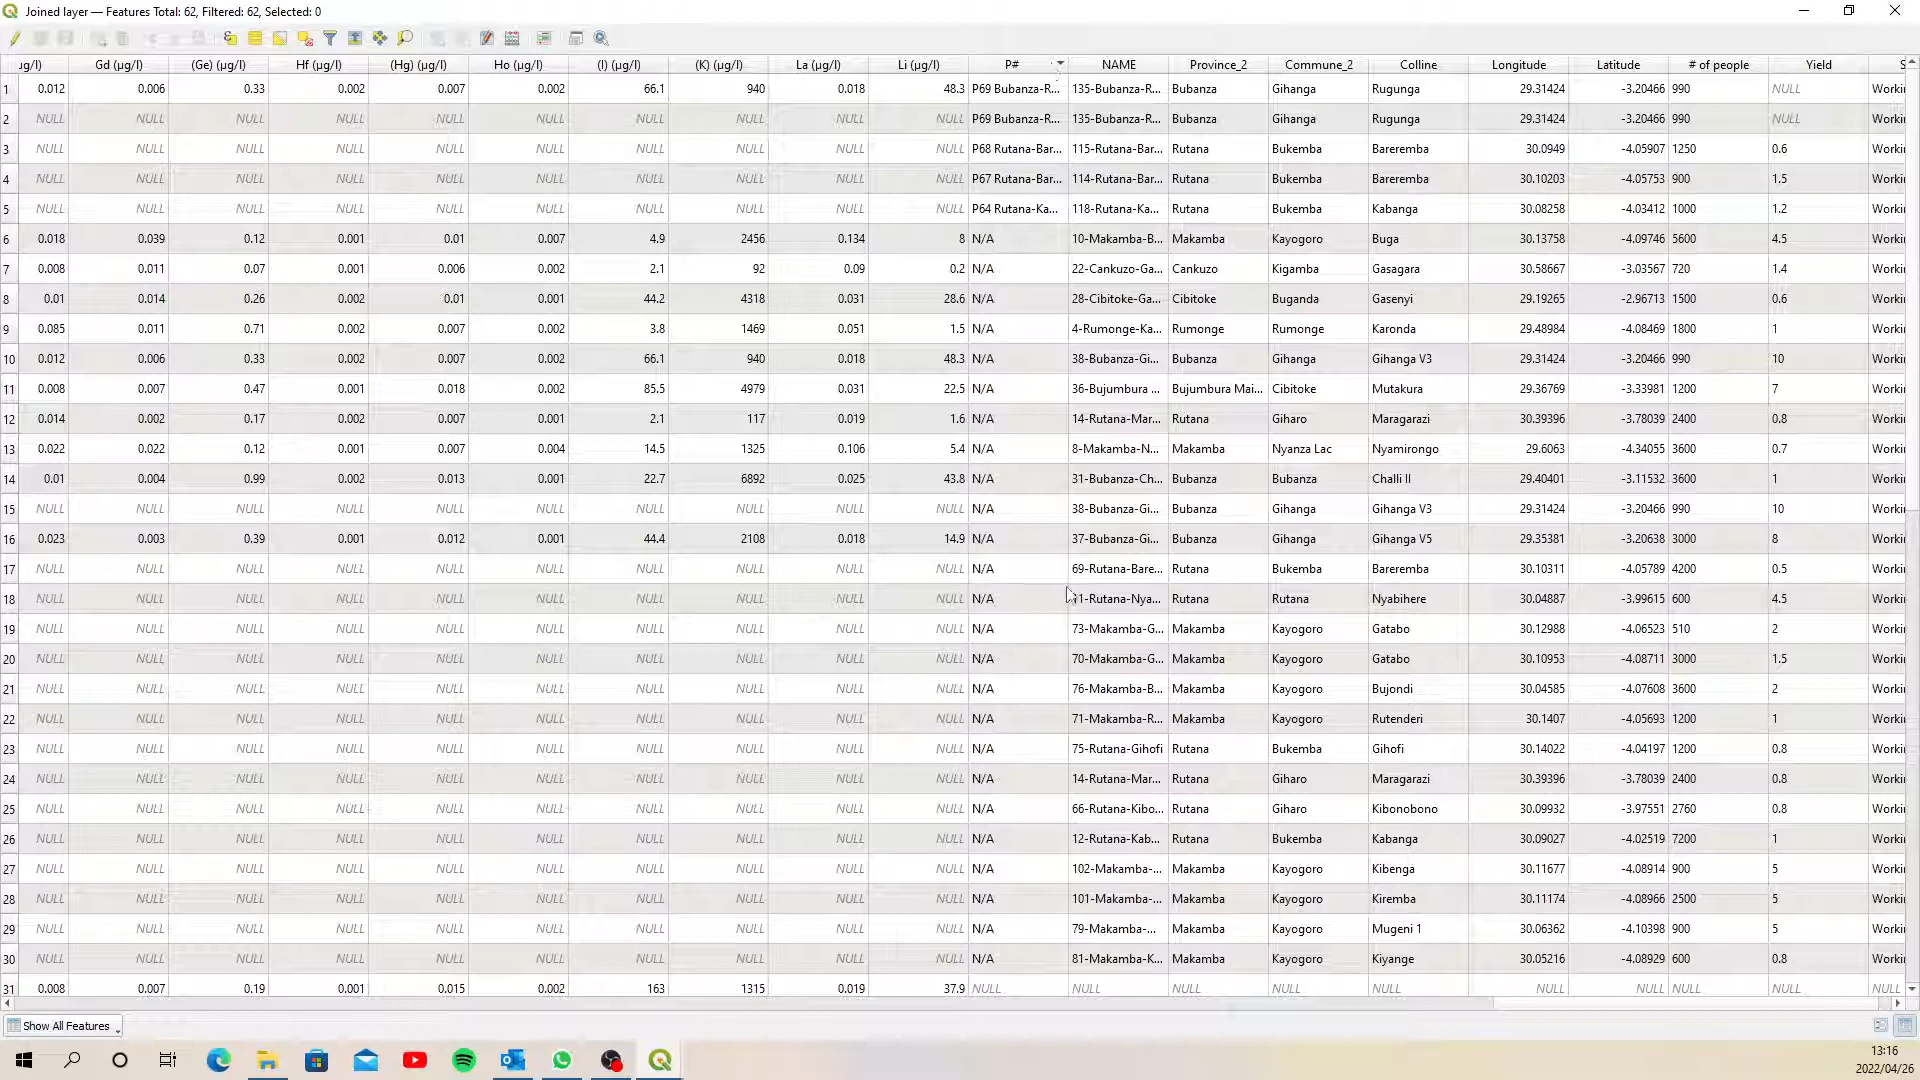 Joined layer — Features Total: 62, Filtered: 62, Selected: 0
µg/l) Gd (µg/l) (Ge) (µg/l) Hf (µg/l) (Hg) (µg/l) Ho (µg/l) (I) (µg/l) (K) (µg/l) La (µg/l) Li (µg/l) P# NAME Province_2 Commune_2 Colline Longitude Latitude # of people Yield S
1 0.012 0.006 0.33 0.002 0.007 0.002 66.1 940 0.018 48.3 P69 Bubanza-R... 135-Bubanza-R... Bubanza Gihanga Rugunga 29.31424 -3.20466 990 NULL Worki
2 NULL NULL NULL NULL NULL NULL NULL NULL NULL NULL P69 Bubanza-R... 135-Bubanza-R... Bubanza Gihanga Rugunga 29.31424 -3.20466 990 NULL Worki
3 NULL NULL NULL NULL NULL NULL NULL NULL NULL NULL P68 Rutana-Bar... 115-Rutana-Bar... Rutana Bukemba Bareremba 30.0949 -4.05907 1250 0.6 Worki
4 NULL NULL NULL NULL NULL NULL NULL NULL NULL NULL P67 Rutana-Bar... 114-Rutana-Bar... Rutana Bukemba Bareremba 30.10203 -4.05753 900 1.5 Worki
5 NULL NULL NULL NULL NULL NULL NULL NULL NULL NULL P64 Rutana-Ka... 118-Rutana-Ka... Rutana Bukemba Kabanga 30.08258 -4.03412 1000 1.2 Worki
6 0.018 0.039 0.12 0.001 0.01 0.007 4.9 2456 0.134 8 N/A 10-Makamba-B... Makamba Kayogoro Buga 30.13758 -4.09746 5600 4.5 Worki
7 0.008 0.011 0.07 0.001 0.006 0.002 2.1 92 0.09 0.2 N/A 22-Cankuzo-Ga... Cankuzo Kigamba Gasagara 30.58667 -3.03567 720 1.4 Worki
8 0.01 0.014 0.26 0.002 0.01 0.001 44.2 4318 0.031 28.6 N/A 28-Cibitoke-Ga... Cibitoke Buganda Gasenyi 29.19265 -2.96713 1500 0.6 Worki
9 0.085 0.011 0.71 0.002 0.007 0.002 3.8 1469 0.051 1.5 N/A 4-Rumonge-Ka... Rumonge Rumonge Karonda 29.48984 -4.08469 1800 1 Worki
10 0.012 0.006 0.33 0.002 0.007 0.002 66.1 940 0.018 48.3 N/A 38-Bubanza-Gi... Bubanza Gihanga Gihanga V3 29.31424 -3.20466 990 10 Worki
11 0.008 0.007 0.47 0.001 0.018 0.002 85.5 4979 0.031 22.5 N/A 36-Bujumbura ... Bujumbura Mai... Cibitoke Mutakura 29.36769 -3.33981 1200 7 Worki
12 0.014 0.002 0.17 0.002 0.007 0.001 2.1 117 0.019 1.6 N/A 14-Rutana-Mar... Rutana Giharo Maragarazi 30.39396 -3.78039 2400 0.8 Worki
13 0.022 0.022 0.12 0.001 0.007 0.004 14.5 1325 0.106 5.4 N/A 8-Makamba-N... Makamba Nyanza Lac Nyamirongo 29.6063 -4.34055 3600 0.7 Worki
14 0.01 0.004 0.99 0.002 0.013 0.001 22.7 6892 0.025 43.8 N/A 31-Bubanza-Ch... Bubanza Bubanza Challi II 29.40401 -3.11532 3600 1 Worki
15 NULL NULL NULL NULL NULL NULL NULL NULL NULL NULL N/A 38-Bubanza-Gi... Bubanza Gihanga Gihanga V3 29.31424 -3.20466 990 10 Worki
16 0.023 0.003 0.39 0.001 0.012 0.001 44.4 2108 0.018 14.9 N/A 37-Bubanza-Gi... Bubanza Gihanga Gihanga V5 29.35381 -3.20638 3000 8 Worki
17 NULL NULL NULL NULL NULL NULL NULL NULL NULL NULL N/A 69-Rutana-Bare... Rutana Bukemba Bareremba 30.10311 -4.05789 4200 0.5 Worki
18 NULL NULL NULL NULL NULL NULL NULL NULL NULL NULL N/A 1-Rutana-Nya... Rutana Rutana Nyabihere 30.04887 -3.99615 600 4.5 Worki
19 NULL NULL NULL NULL NULL NULL NULL NULL NULL NULL N/A 73-Makamba-G... Makamba Kayogoro Gatabo 30.12988 -4.06523 510 2 Worki
20 NULL NULL NULL NULL NULL NULL NULL NULL NULL NULL N/A 70-Makamba-G... Makamba Kayogoro Gatabo 30.10953 -4.08711 3000 1.5 Worki
21 NULL NULL NULL NULL NULL NULL NULL NULL NULL NULL N/A 76-Makamba-B... Makamba Kayogoro Bujondi 30.04585 -4.07608 3600 2 Worki
22 NULL NULL NULL NULL NULL NULL NULL NULL NULL NULL N/A 71-Makamba-R... Makamba Kayogoro Rutenderi 30.1407 -4.05693 1200 1 Worki
23 NULL NULL NULL NULL NULL NULL NULL NULL NULL NULL N/A 75-Rutana-Gihofi Rutana Bukemba Gihofi 30.14022 -4.04197 1200 0.8 Worki
24 NULL NULL NULL NULL NULL NULL NULL NULL NULL NULL N/A 14-Rutana-Mar... Rutana Giharo Maragarazi 30.39396 -3.78039 2400 0.8 Worki
25 NULL NULL NULL NULL NULL NULL NULL NULL NULL NULL N/A 66-Rutana-Kibo... Rutana Giharo Kibonobono 30.09932 -3.97551 2760 0.8 Worki
26 NULL NULL NULL NULL NULL NULL NULL NULL NULL NULL N/A 12-Rutana-Kab... Rutana Bukemba Kabanga 30.09027 -4.02519 7200 1 Worki
27 NULL NULL NULL NULL NULL NULL NULL NULL NULL NULL N/A 102-Makamba-... Makamba Kayogoro Kibenga 30.11677 -4.08914 900 5 Worki
28 NULL NULL NULL NULL NULL NULL NULL NULL NULL NULL N/A 101-Makamba-... Makamba Kayogoro Kiremba 30.11174 -4.08966 2500 5 Worki
29 NULL NULL NULL NULL NULL NULL NULL NULL NULL NULL N/A 79-Makamba-... Makamba Kayogoro Mugeni 1 30.06362 -4.10398 900 5 Worki
30 NULL NULL NULL NULL NULL NULL NULL NULL NULL NULL N/A 81-Makamba-K... Makamba Kayogoro Kiyange 30.05216 -4.08929 600 0.8 Worki
31 0.008 0.007 0.19 0.001 0.015 0.002 163 1315 0.019 37.9 NULL NULL NULL NULL NULL NULL NULL NULL NULL NULL
Show All Features
13:16
2022/04/26